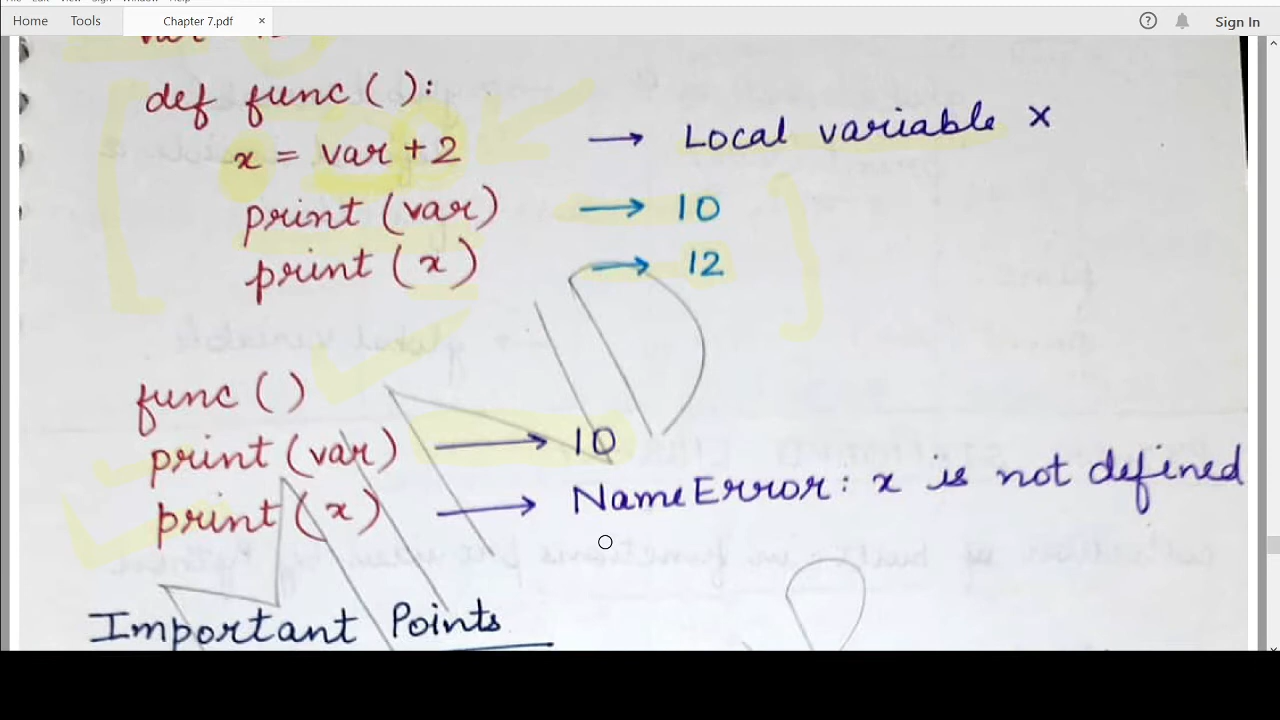 Home Tools Chapter 7.pdf × ? Sign In
def func ( ):
x = var + 2 → Local variable x
print (var) → 10
print (x) → 12
func ( )
print (var) → 10
print (x) → NameError: x is not defined
Important Points